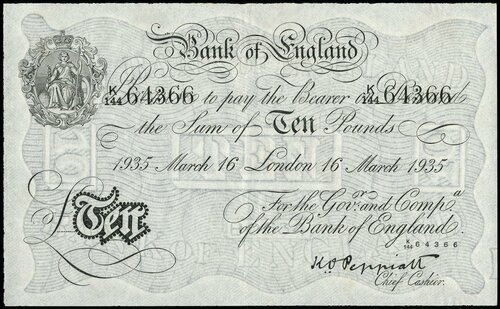 Bank of England
K/144 64366 K/144 64366
Promise to pay the Bearer on Demand
the Sum of Ten Pounds
1935 March 16 London 16 March 1935
For the Govr. and Compa.
of the Bank of England.
K/144 64366
£Ten
K O Peppiatt
Chief Cashier.